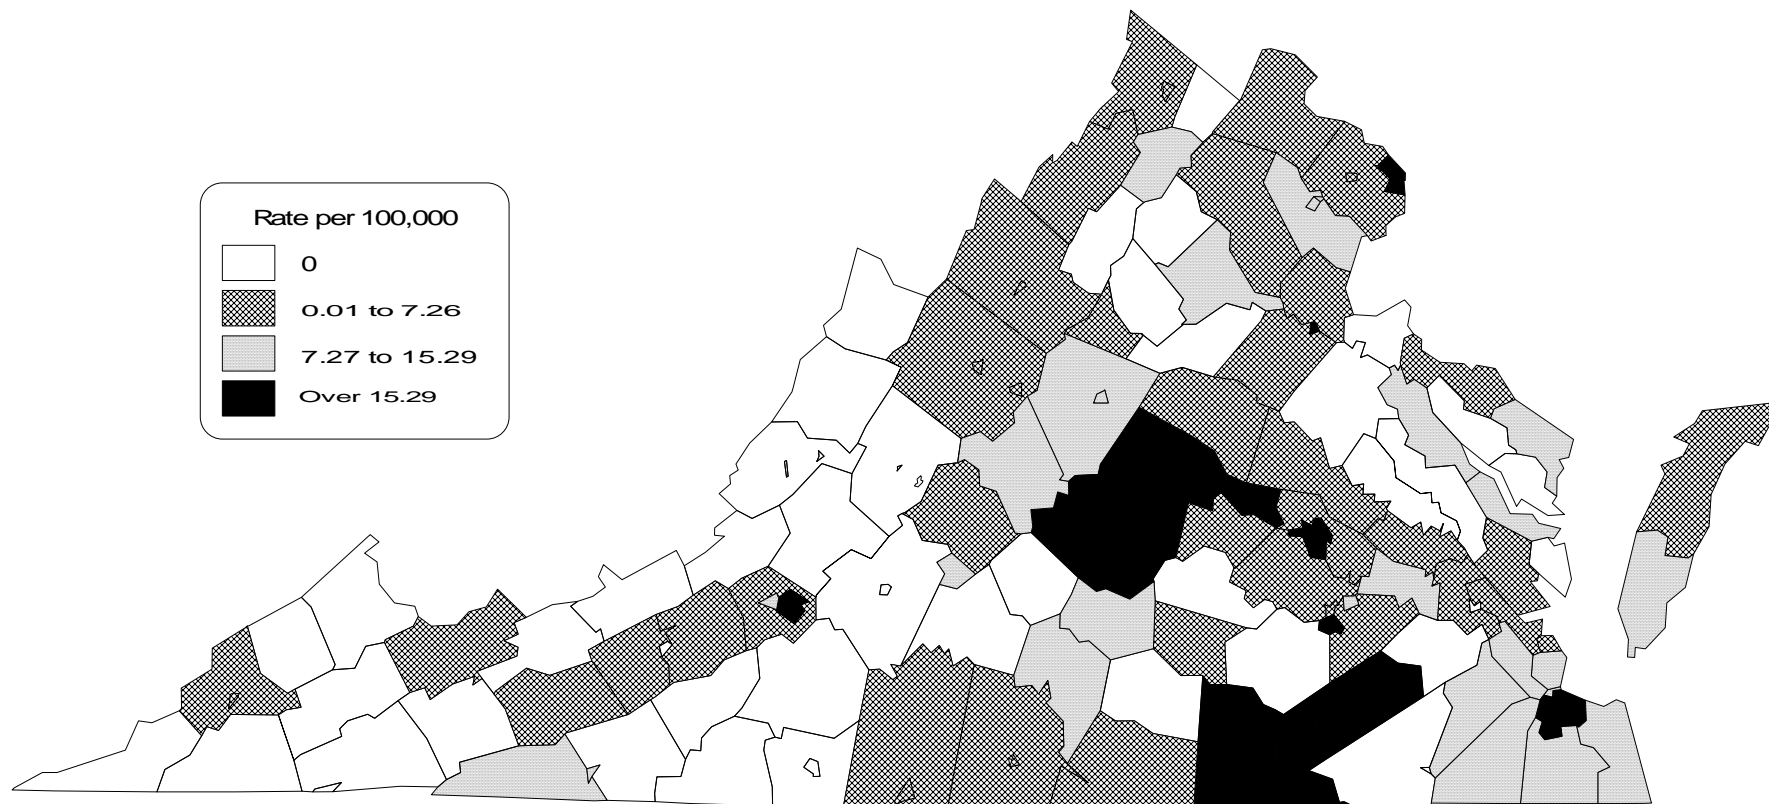 Rate per 100,000
0
0.01 to 7.26
7.27 to 15.29
Over 15.29